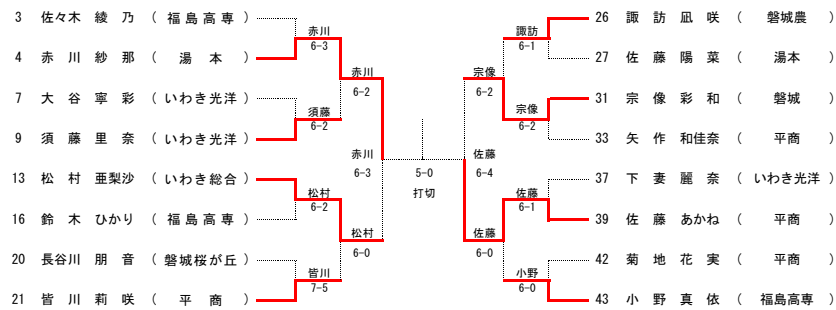 3 佐々木 綾 乃 （ 福 島 高 専 ）
4 赤 川 紗 那 （ 湯 本 ）
7 大 谷 寧 彩 （ いわき光洋 ）
9 須 藤 里 奈 （ いわき光洋 ）
13 松 村 亜梨沙 （ いわき総合 ）
16 鈴 木 ひかり （ 福 島 高 専 ）
20 長谷川 朋 音 （ 磐城桜が丘 ）
21 皆 川 莉 咲 （ 平 商 ）
赤川
6-3
須藤
6-2
松村
6-2
皆川
7-5
赤川
6-2
松村
6-0
赤川
6-3
5-0
打切
佐藤
6-4
宗像
6-2
佐藤
6-0
諏訪
6-1
宗像
6-2
佐藤
6-1
小野
6-0
26 諏 訪 凪 咲 （ 磐城農 ）
27 佐 藤 陽 菜 （ 湯本 ）
31 宗 像 彩 和 （ 磐城 ）
33 矢 作 和佳奈 （ 平商 ）
37 下 妻 麗 奈 （ いわき光洋 ）
39 佐 藤 あかね （ 平商 ）
42 菊 地 花 実 （ 平商 ）
43 小 野 真 依 （ 福島高専 ）